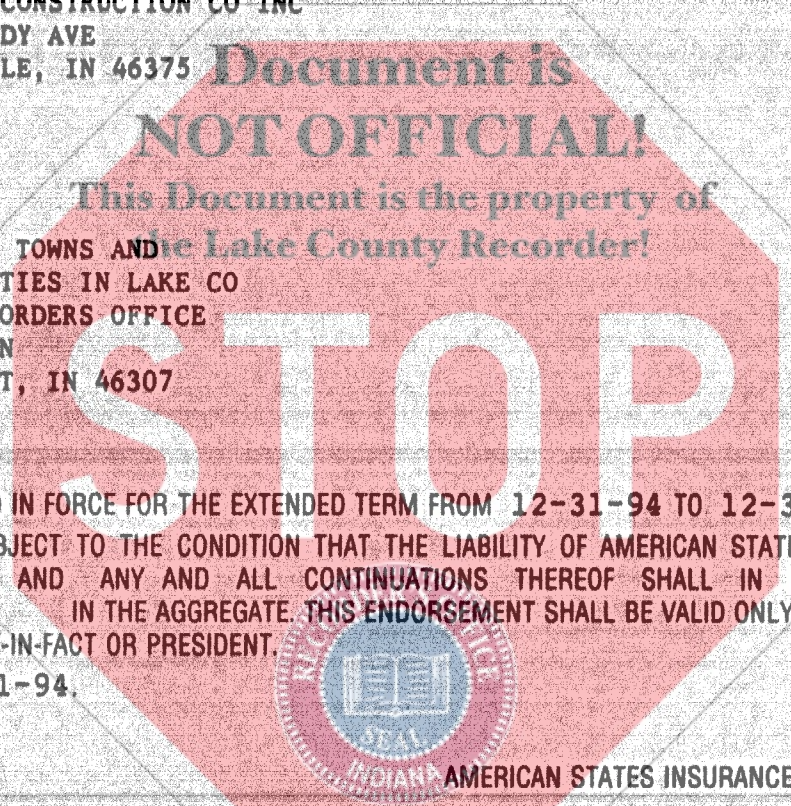 CONSTRUCTION CO INC
DY AVE
LE, IN 46375
Document is
NOT OFFICIAL!
This Document is the property of
the Lake County Recorder!
TOWNS AND
TIES IN LAKE CO
ORDERS OFFICE
N
T, IN 46307
STOP
IN FORCE FOR THE EXTENDED TERM FROM 12-31-94 TO 12-3
BJECT TO THE CONDITION THAT THE LIABILITY OF AMERICAN STATE
AND ANY AND ALL CONTINUATIONS THEREOF SHALL IN
IN THE AGGREGATE. THIS ENDORSEMENT SHALL BE VALID ONLY
-IN-FACT OR PRESIDENT.
1-94.
RECORDER'S OFFICE
SEAL
INDIANA
AMERICAN STATES INSURANCE